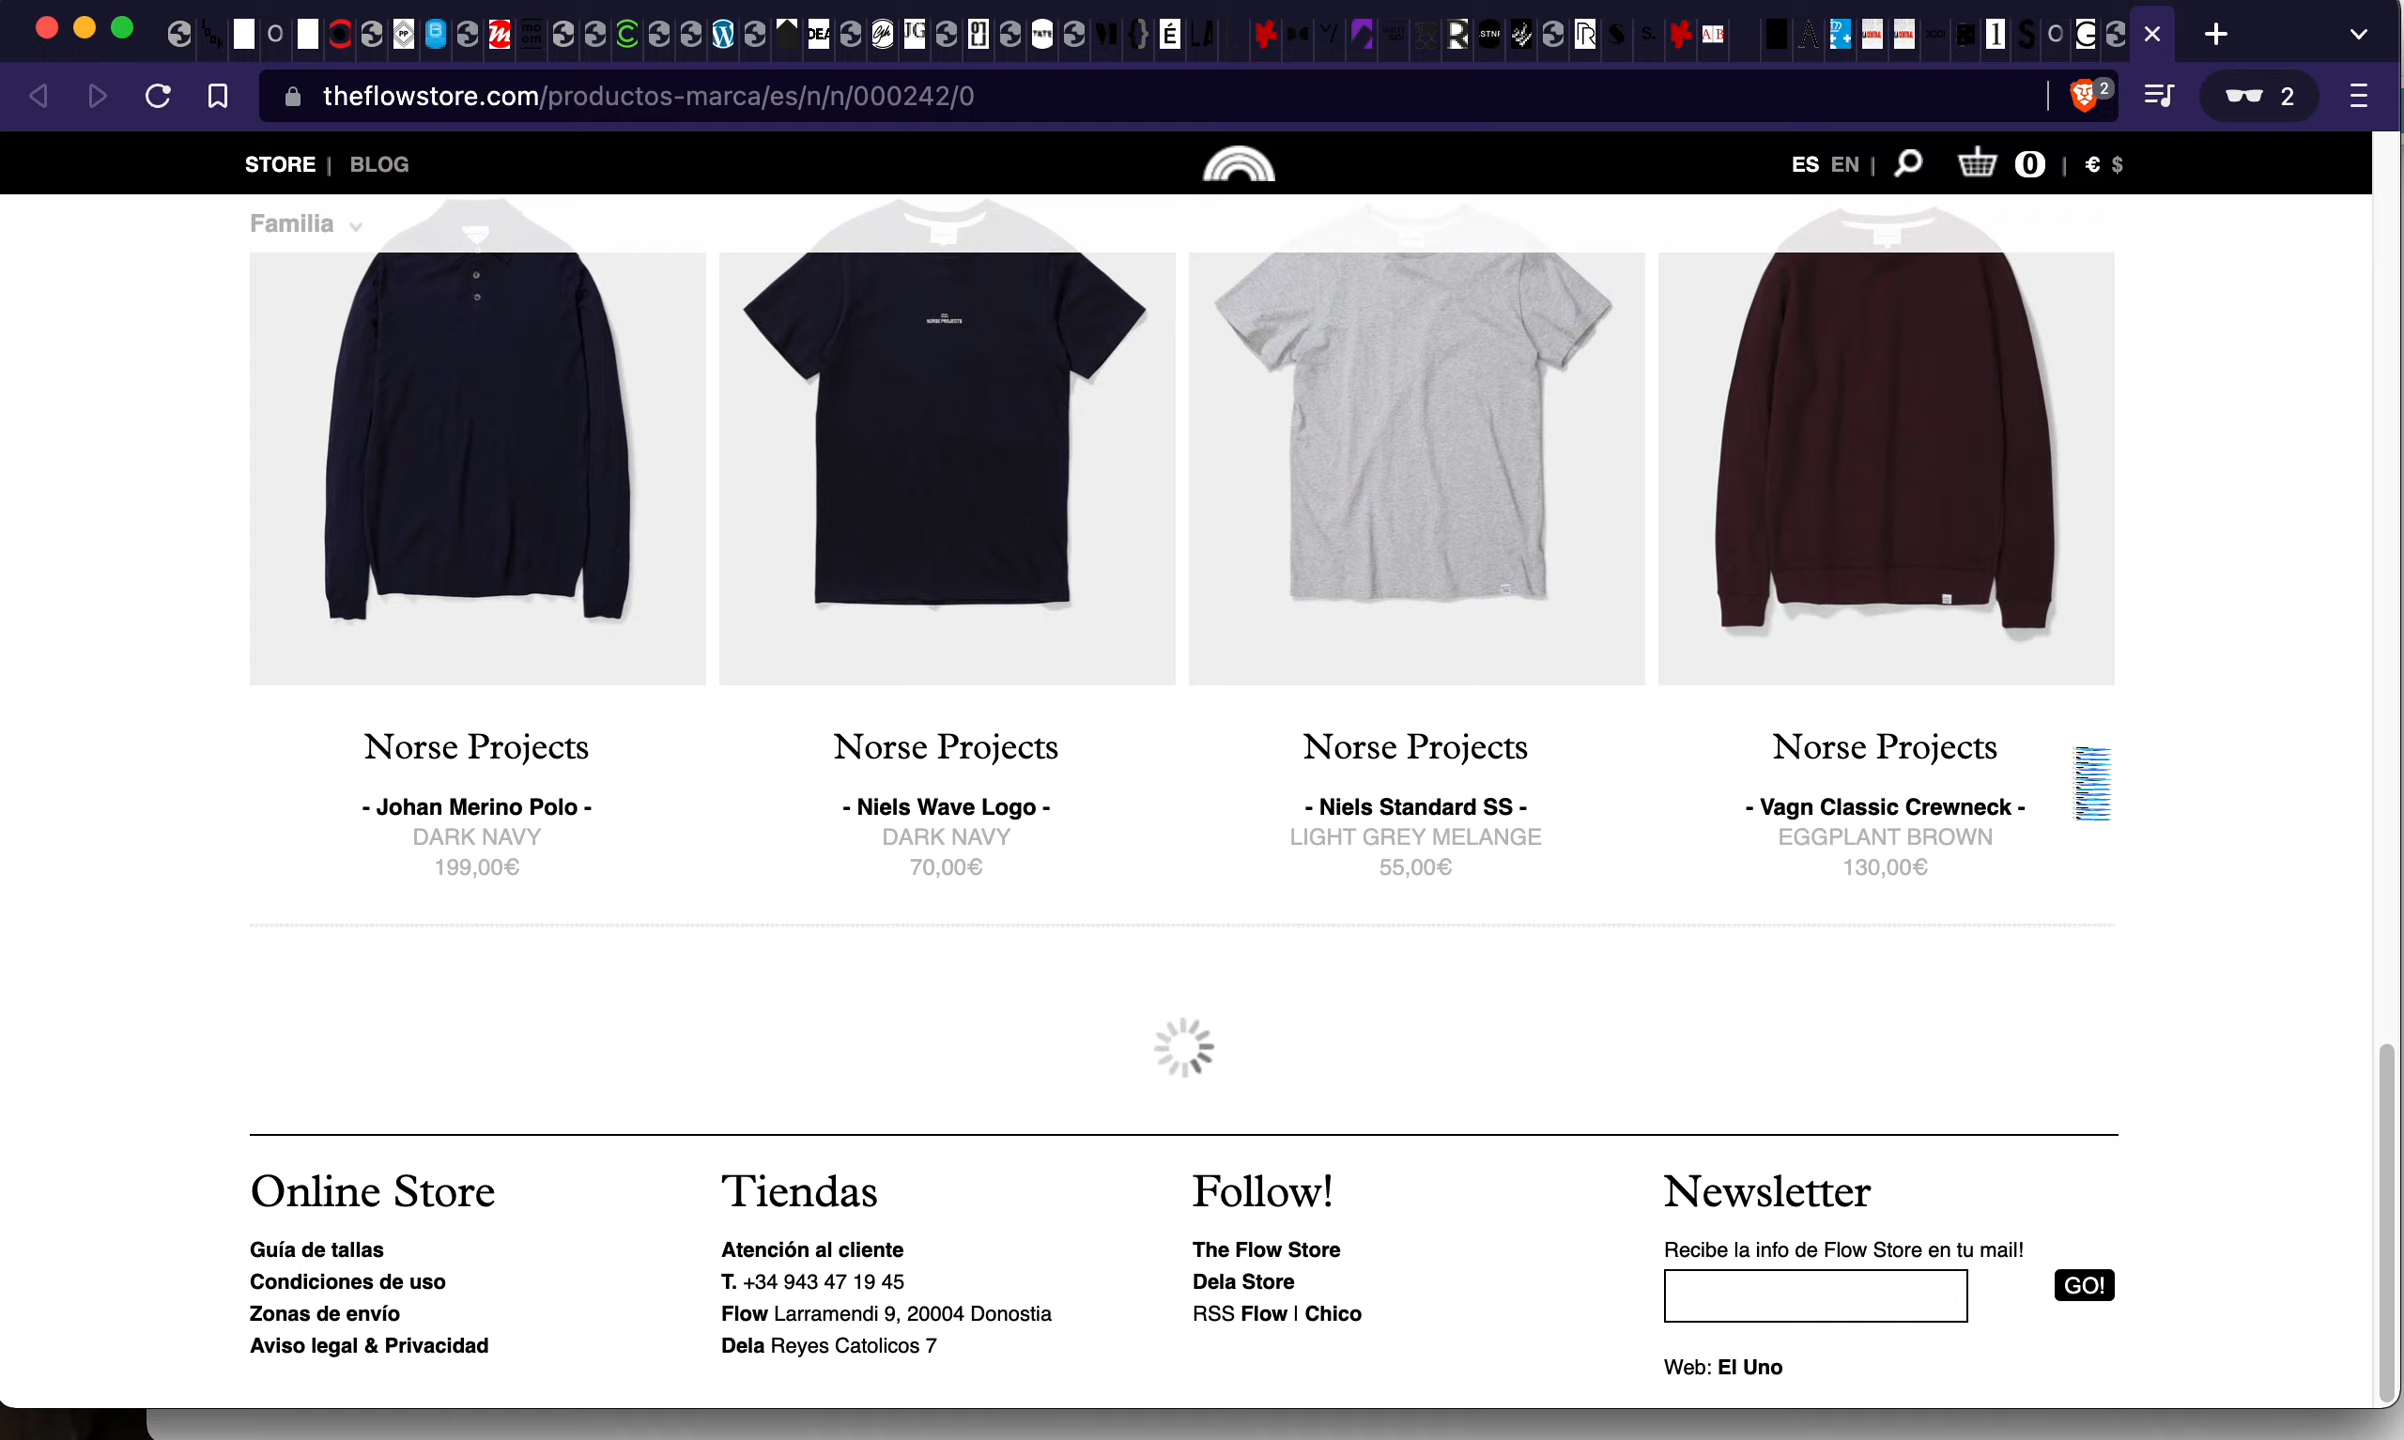 theflowstore.com/productos-marca/es/n/n/000242/0
2
2
STORE | BLOG
ES EN | 0 | € $
Familia
NORSE PROJECTS
Norse Projects
- Johan Merino Polo -
DARK NAVY
199,00€
Norse Projects
- Niels Wave Logo -
DARK NAVY
70,00€
Norse Projects
- Niels Standard SS -
LIGHT GREY MELANGE
55,00€
Norse Projects
- Vagn Classic Crewneck -
EGGPLANT BROWN
130,00€
Online Store
Guía de tallas
Condiciones de uso
Zonas de envío
Aviso legal & Privacidad
Tiendas
Atención al cliente
T. +34 943 47 19 45
Flow Larramendi 9, 20004 Donostia
Dela Reyes Catolicos 7
Follow!
The Flow Store
Dela Store
RSS Flow | Chico
Newsletter
Recibe la info de Flow Store en tu mail!
GO!
Web: El Uno